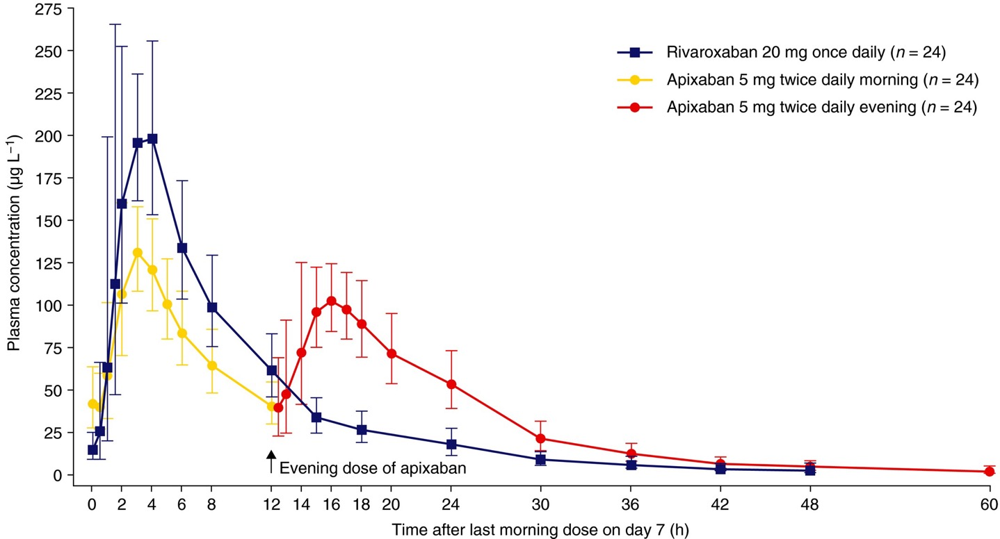 275
250
225
200
175
150
125
100
75
50
25
0
Plasma concentration (µg L⁻¹)
Rivaroxaban 20 mg once daily (n = 24)
Apixaban 5 mg twice daily morning (n = 24)
Apixaban 5 mg twice daily evening (n = 24)
Evening dose of apixaban
0 2 4 6 8 12 14 16 18 20 24 30 36 42 48 60
Time after last morning dose on day 7 (h)